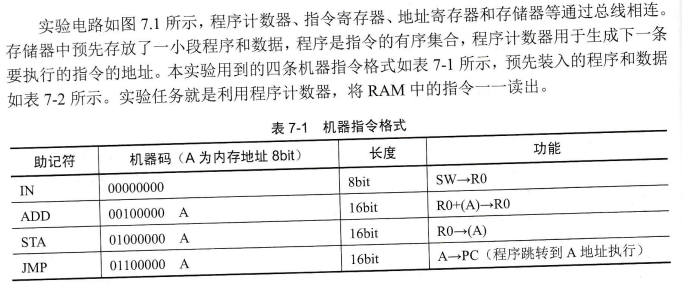 实验电路如图 7.1 所示，程序计数器、指令寄存器、地址寄存器和存储器等通过总线相连。
存储器中预先存放了一小段程序和数据，程序是指令的有序集合，程序计数器用于生成下一条
要执行的指令的地址。本实验用到的四条机器指令格式如表 7-1 所示，预先装入的程序和数据
如表 7-2 所示。实验任务就是利用程序计数器，将 RAM 中的指令一一读出。
表 7-1 机器指令格式
助记符 机器码（A 为内存地址 8bit） 长度 功能
IN 00000000 8bit SW→R0
ADD 00100000 A 16bit R0+(A)→R0
STA 01000000 A 16bit R0→(A)
JMP 01100000 A 16bit A→PC（程序跳转到 A 地址执行）